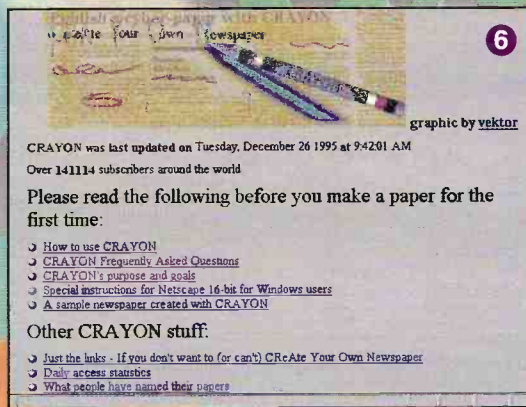 6
graphic by vektor
CRAYON was last updated on Tuesday, December 26 1995 at 9:42:01 AM
Over 141114 subscribers around the world
Please read the following before you make a paper for the
first time:
How to use CRAYON
CRAYON Frequently Asked Questions
CRAYON's purpose and goals
Special instructions for Netscape 16-bit for Windows users
A sample newspaper created with CRAYON
Other CRAYON stuff:
Just the links - If you don't want to (or can't) CReAte Your Own Newspaper
Daily access statistics
What people have named their papers